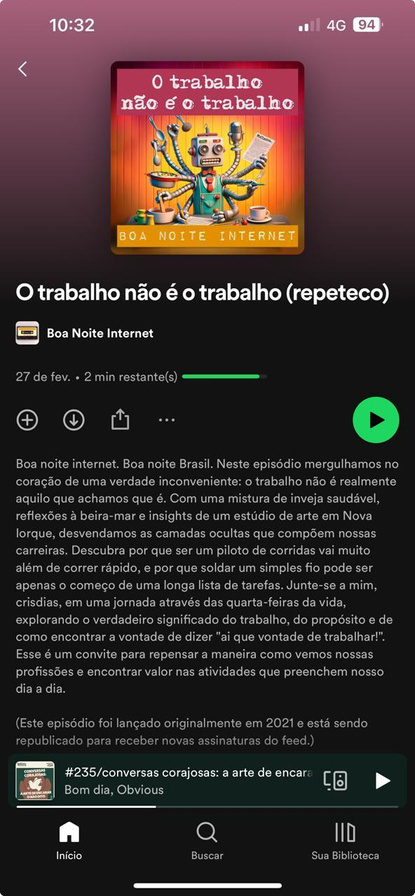 10:32
4G
94
O trabalho
não é o trabalho
BOA NOITE INTERNET
O trabalho não é o trabalho (repeteco)
Boa Noite Internet
27 de fev. • 2 min restante(s)
Boa noite internet. Boa noite Brasil. Neste episódio mergulhamos no
coração de uma verdade inconveniente: o trabalho não é realmente
aquilo que achamos que é. Com uma mistura de inveja saudável,
reflexões à beira-mar e insights de um estúdio de arte em Nova
Iorque, desvendamos as camadas ocultas que compõem nossas
carreiras. Descubra por que ser um piloto de corridas vai muito
além de correr rápido, e por que soldar um simples fio pode ser
apenas o começo de uma longa lista de tarefas. Junte-se a mim,
crisdias, em uma jornada através das quarta-feiras da vida,
explorando o verdadeiro significado do trabalho, do propósito e de
como encontrar a vontade de dizer "ai que vontade de trabalhar!".
Esse é um convite para repensar a maneira como vemos nossas
profissões e encontrar valor nas atividades que preenchem nosso
dia a dia.
(Este episódio foi lançado originalmente em 2021 e está sendo
republicado para receber novas assinaturas do feed.)
CONVERSAS
CORAJOSAS:
#235/conversas corajosas: a arte de encara
Bom dia, Obvious
Início
Buscar
Sua Biblioteca